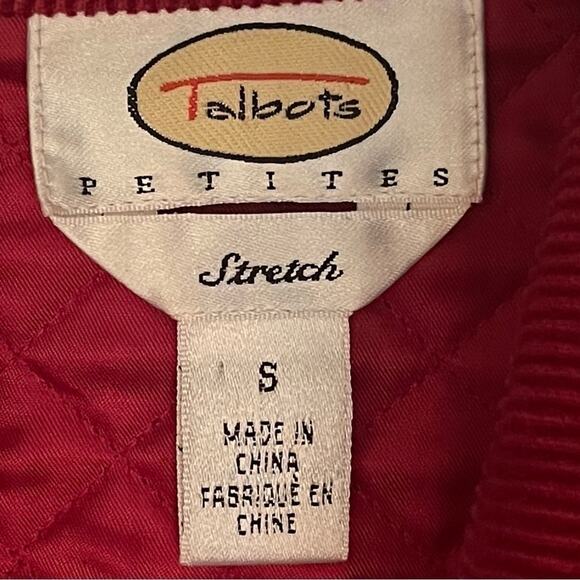 Talbots
PETITES
Stretch
S
MADE IN
CHINA
FABRIQUÉ EN
CHINE